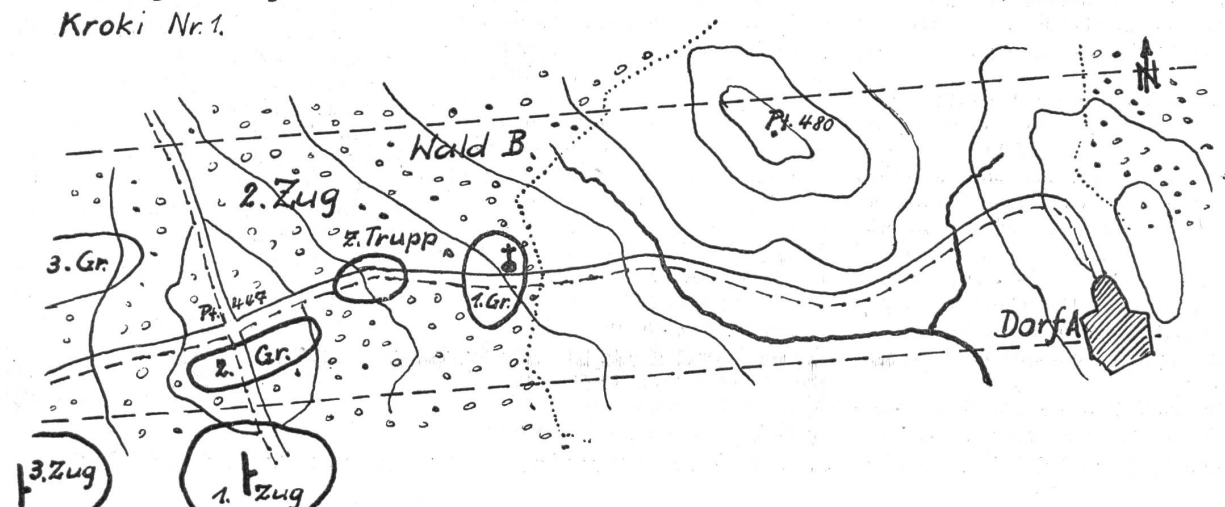 Kroki Nr. 1.
N
Pt. 480
Wald B
2. Zug
z. Trupp
3. Gr.
1. Gr.
Pt. 447
Dorf A
2. Gr.
3. Zug
1. Zug